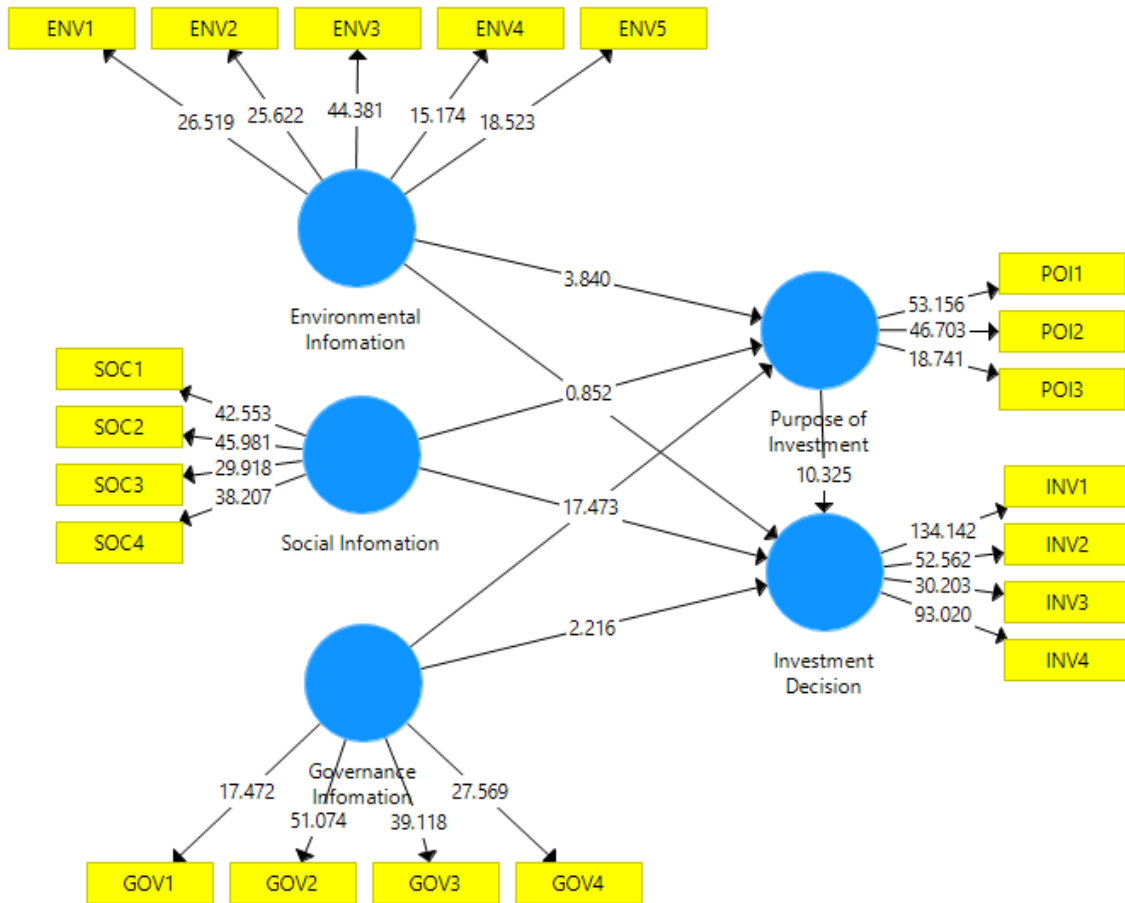 ENV1
ENV2
ENV3
ENV4
ENV5
26.519
25.622
44.381
15.174
18.523
Environmental
Infomation
3.840
0.852
POI1
POI2
POI3
53.156
46.703
18.741
Purpose of
Investment
10.325
SOC1
SOC2
SOC3
SOC4
42.553
45.981
29.918
38.207
Social Infomation
17.473
2.216
INV1
INV2
INV3
INV4
134.142
52.562
30.203
93.020
Investment
Decision
Governance
Infomation
17.472
51.074
39.118
27.569
GOV1
GOV2
GOV3
GOV4